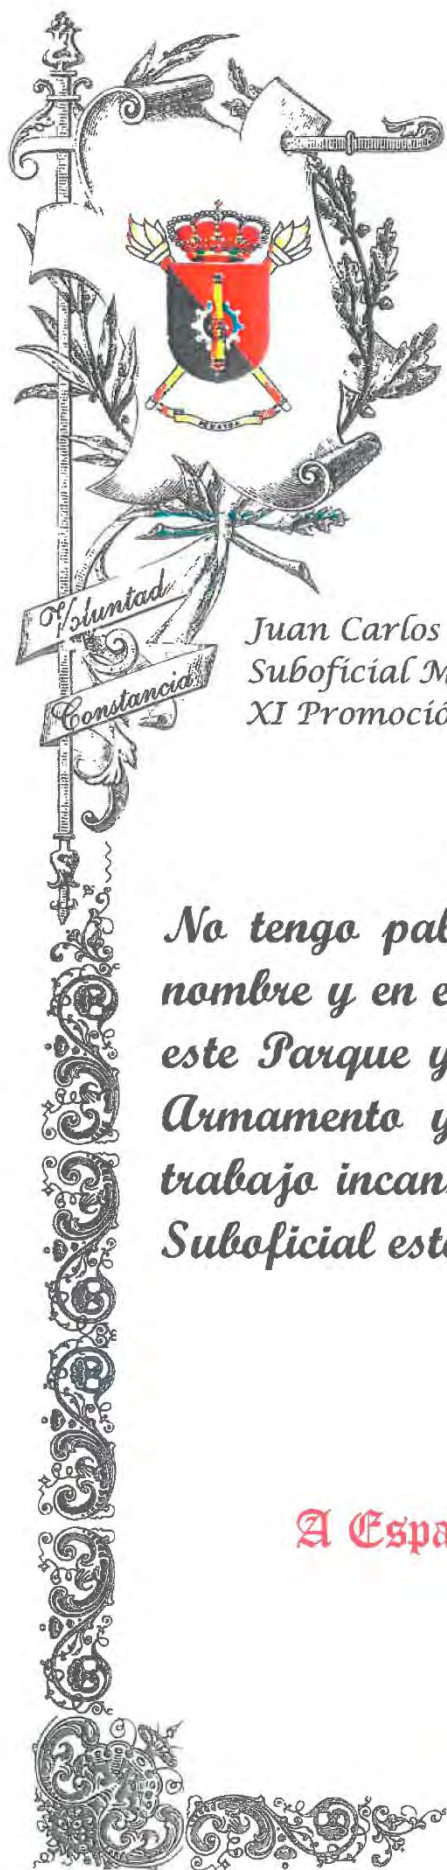 Voluntad
Constancia
Juan Carlos
Suboficial M
XI Promoció
No tengo pal
nombre y en e
este Parque y
Armamento y
trabajo incan
Suboficial est
A Espa